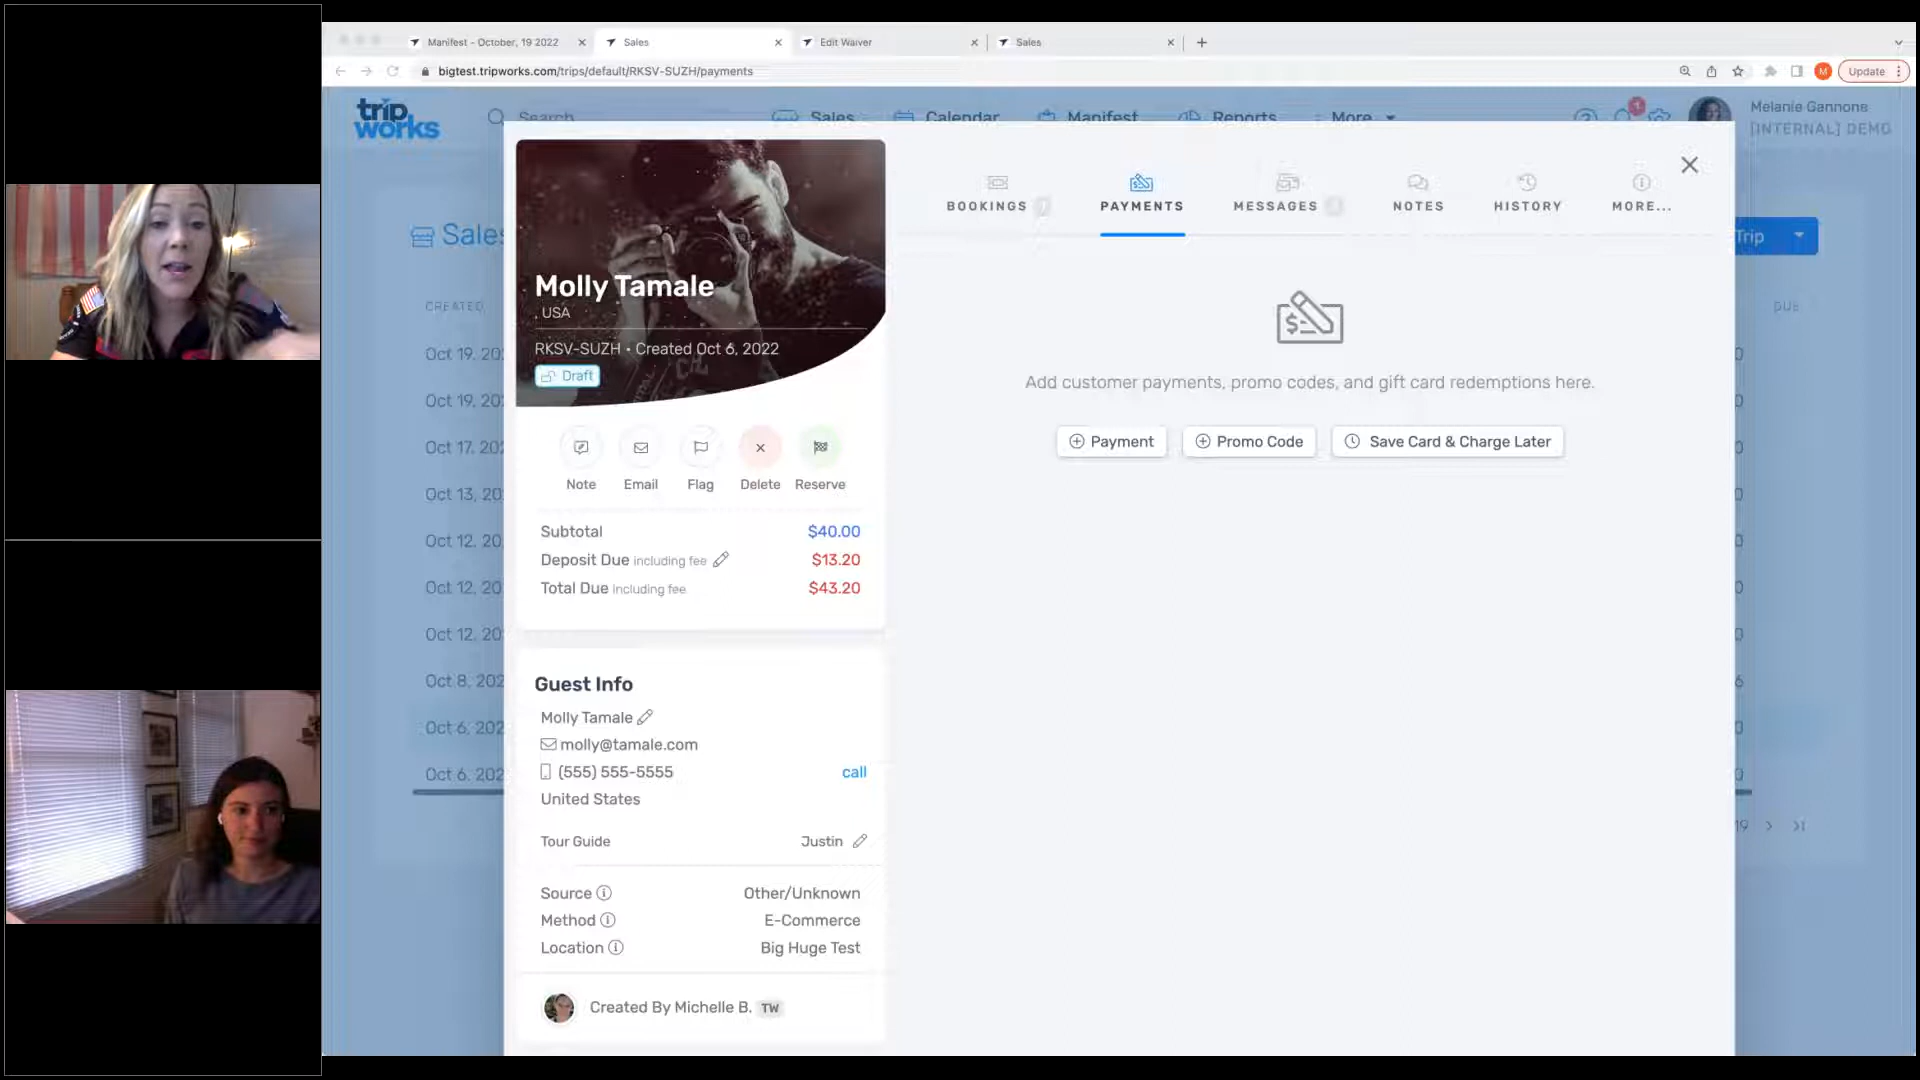 Manifest - October, 19 2022
Sales
Edit Waiver
Sales
bigtest.tripworks.com/trips/default/RKSV-SUZH/payments
M
Update
trip works
Search
Sales
Calendar
Manifest
Reports
More
Melanie Gannone
[INTERNAL] DEMO
Sales
Trip
CREATED
DUE
Oct 19, 20
Oct 19, 20
Oct 17, 202
Oct 13, 20
Oct 12, 20
Oct 12, 20
Oct 12, 20
Oct 8, 202
Oct 6, 202
Oct 6, 202
19
Molly Tamale
, USA
RKSV-SUZH • Created Oct 6, 2022
Draft
Note
Email
Flag
Delete
Reserve
Subtotal $40.00
Deposit Due including fee $13.20
Total Due including fee $43.20
Guest Info
Molly Tamale
molly@tamale.com
(555) 555-5555 call
United States
Tour Guide Justin
Source Other/Unknown
Method E-Commerce
Location Big Huge Test
Created By Michelle B. TW
BOOKINGS
PAYMENTS
MESSAGES
NOTES
HISTORY
MORE...
Add customer payments, promo codes, and gift card redemptions here.
Payment
Promo Code
Save Card & Charge Later